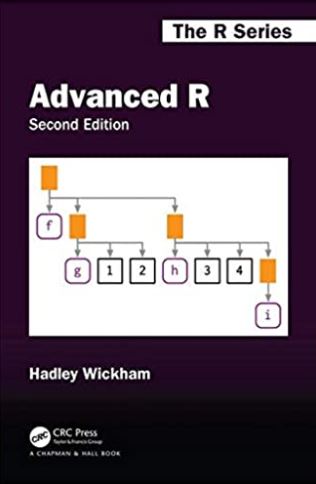 The R Series
Advanced R
Second Edition
f
g 1 2 h 3 4
i
Hadley Wickham
CRC CRC Press
Taylor & Francis Group
A CHAPMAN & HALL BOOK